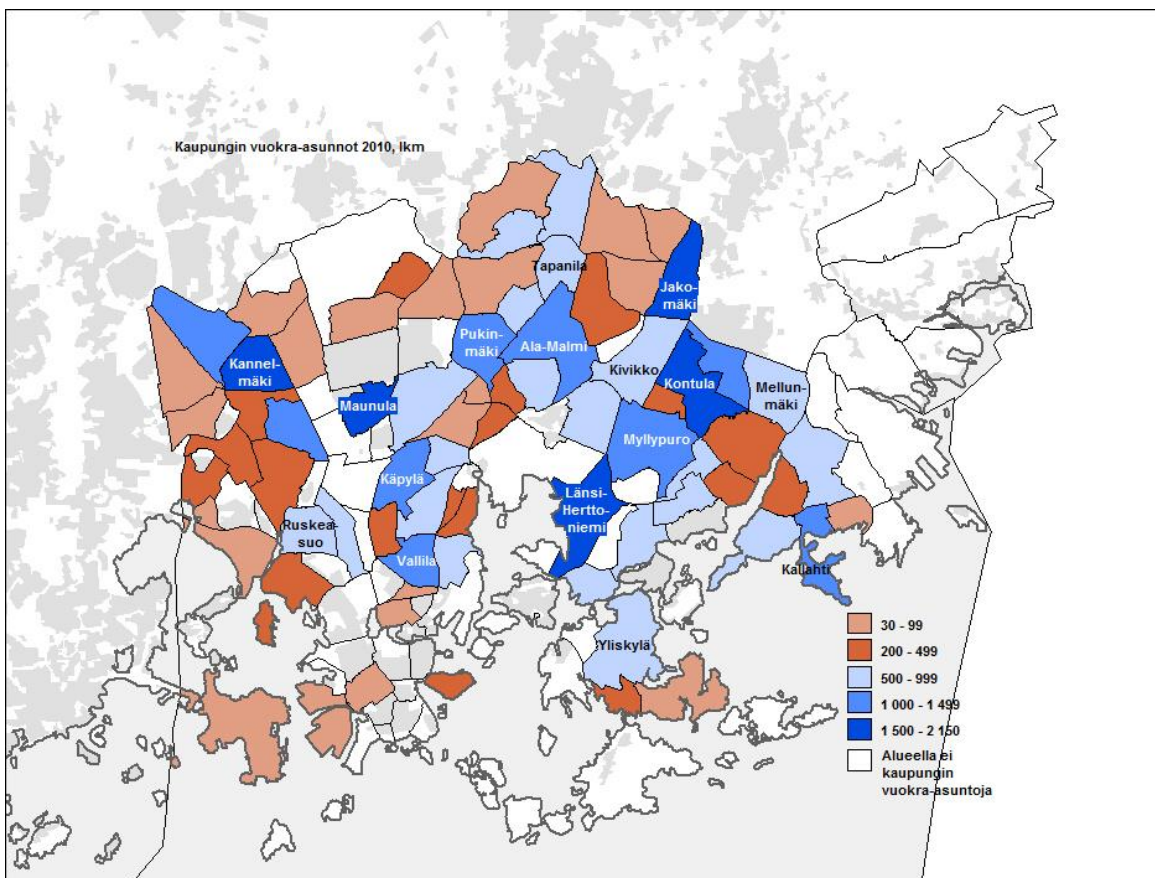 Kaupungin vuokra-asunnot 2010, lkm
Tapanila
Jako-
mäki
Pukin-
mäki
Ala-Malmi
Kannel-
mäki
Kivikko
Kontula
Mellun-
mäki
Maunula
Myllypuro
Käpylä
Länsi-
Hertto-
niemi
Ruskea-
suo
Vallila
Kallahti
Yliskylä
30 - 99
200 - 499
500 - 999
1 000 - 1 499
1 500 - 2 150
Alueella ei
kaupungin
vuokra-asuntoja